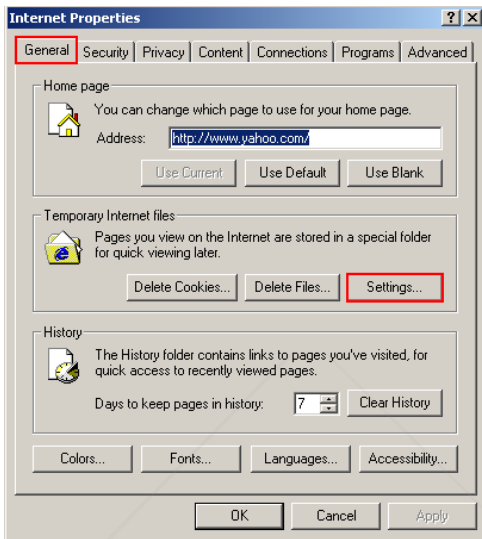 Internet Properties
General Security Privacy Content Connections Programs Advanced
Home page
You can change which page to use for your home page.
Address: http://www.yahoo.com/
Use Current Use Default Use Blank
Temporary Internet files
Pages you view on the Internet are stored in a special folder
for quick viewing later.
Delete Cookies... Delete Files... Settings...
History
The History folder contains links to pages you've visited, for
quick access to recently viewed pages.
Days to keep pages in history: 7 Clear History
Colors... Fonts... Languages... Accessibility...
OK Cancel Apply